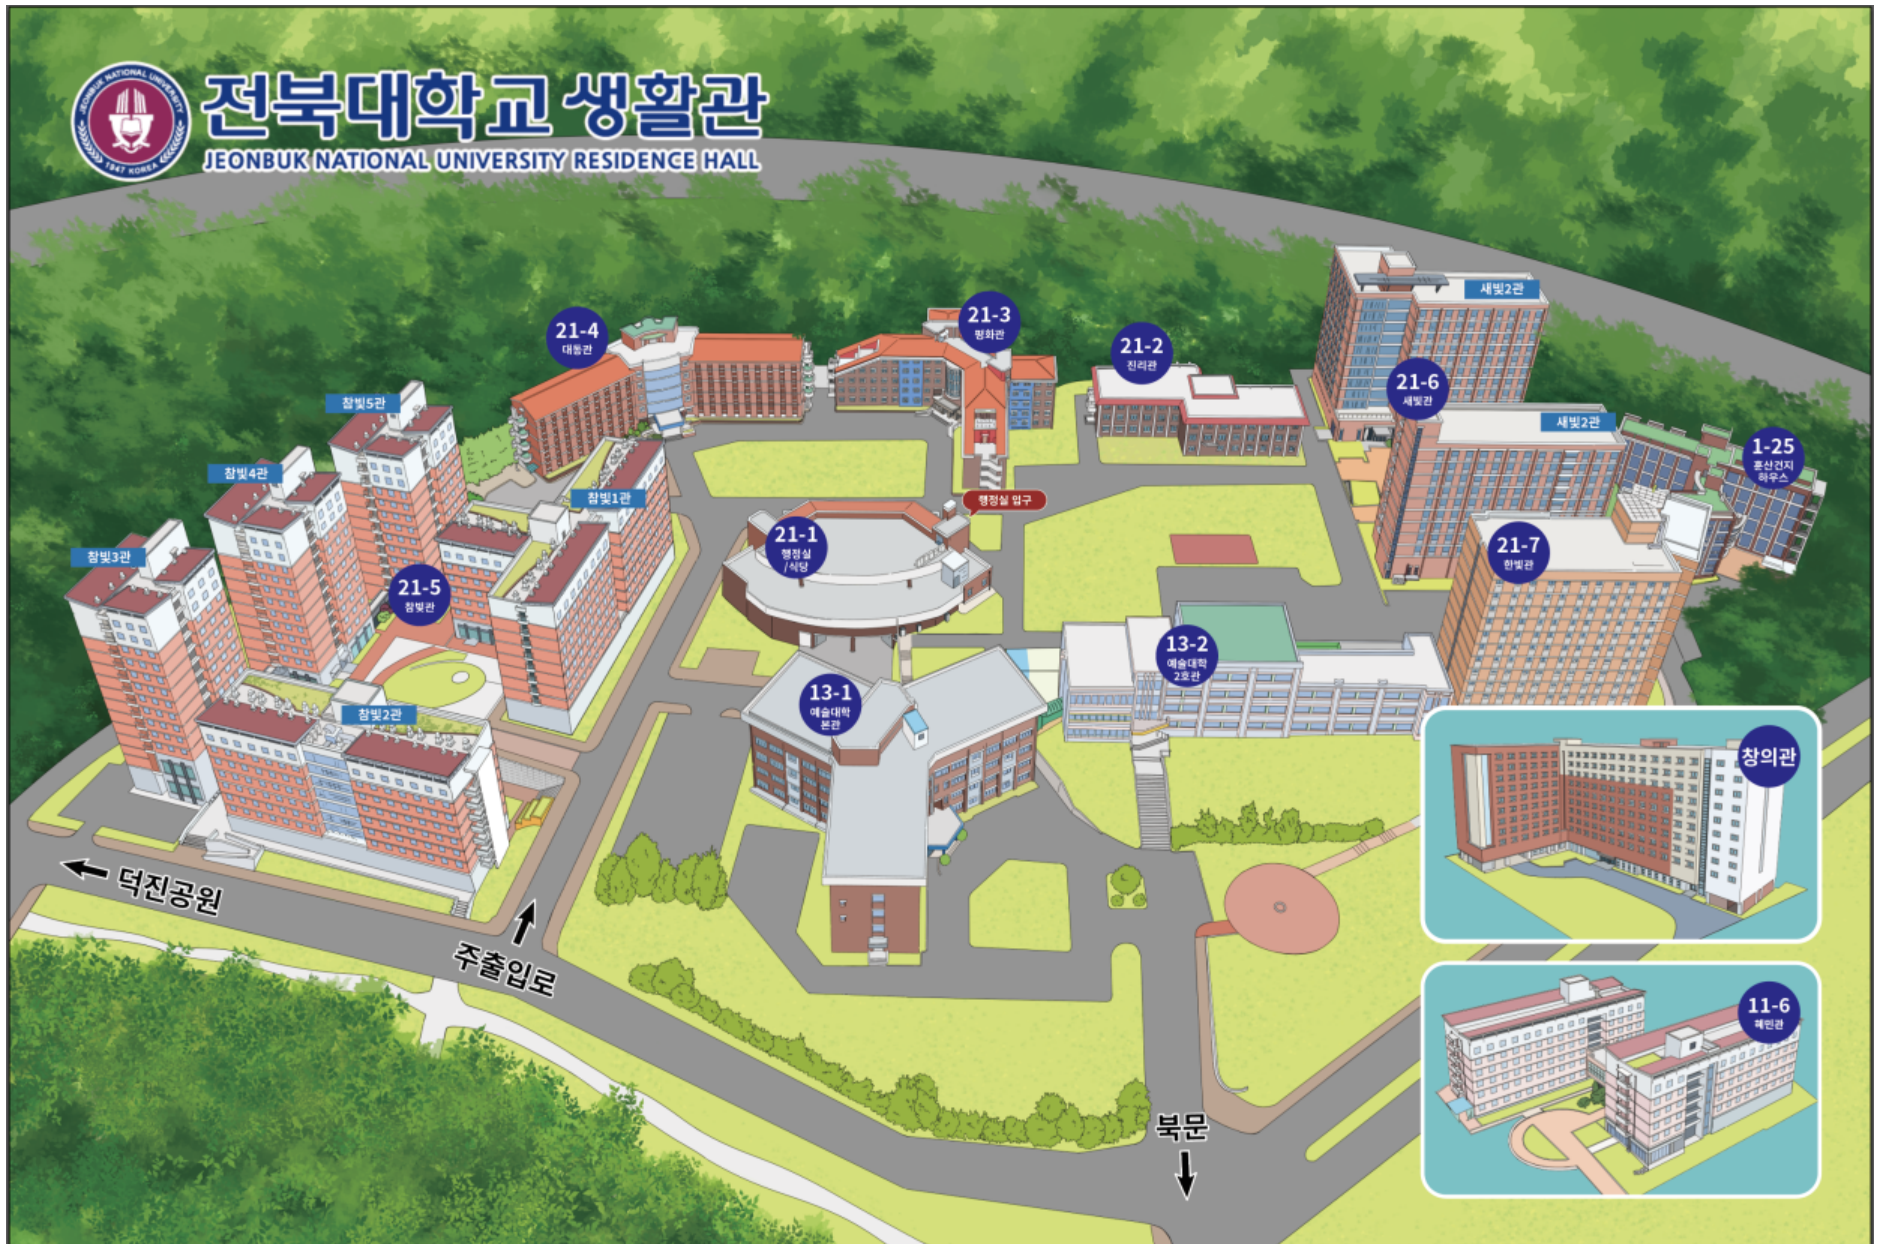 전북대학교 생활관
JEONBUK NATIONAL UNIVERSITY RESIDENCE HALL
JEONBUK NATIONAL UNIVERSITY
1947 KOREA
새빛2관
21-4
대동관
21-3
평화관
21-2
진리관
21-6
새빛관
새빛2관
1-25
훈산건지
하우스
참빛5관
참빛4관
참빛1관
참빛3관
행정실 입구
21-1
행정실
/식당
21-7
한빛관
21-5
참빛관
13-2
예술대학
2호관
13-1
예술대학
본관
참빛2관
창의관
덕진공원
주출입로
11-6
혜민관
북문